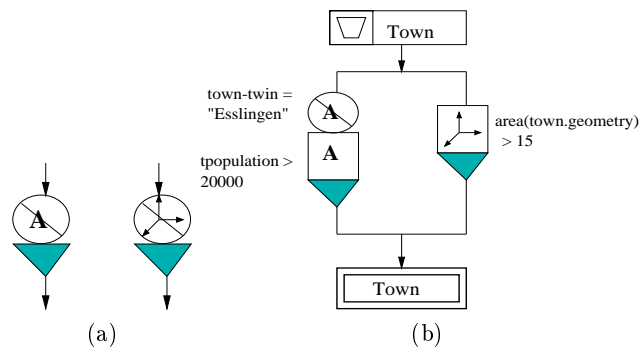 Town
town-twin =
"Esslingen"
A
A
tpopulation >
20000
area(town.geometry)
> 15
A
Town
(a)
(b)